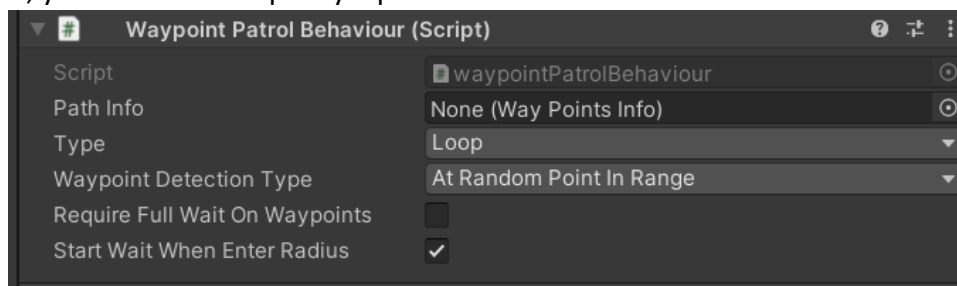 Waypoint Patrol Behaviour (Script)
Script waypointPatrolBehaviour
Path Info None (Way Points Info)
Type Loop
Waypoint Detection Type At Random Point In Range
Require Full Wait On Waypoints
Start Wait When Enter Radius